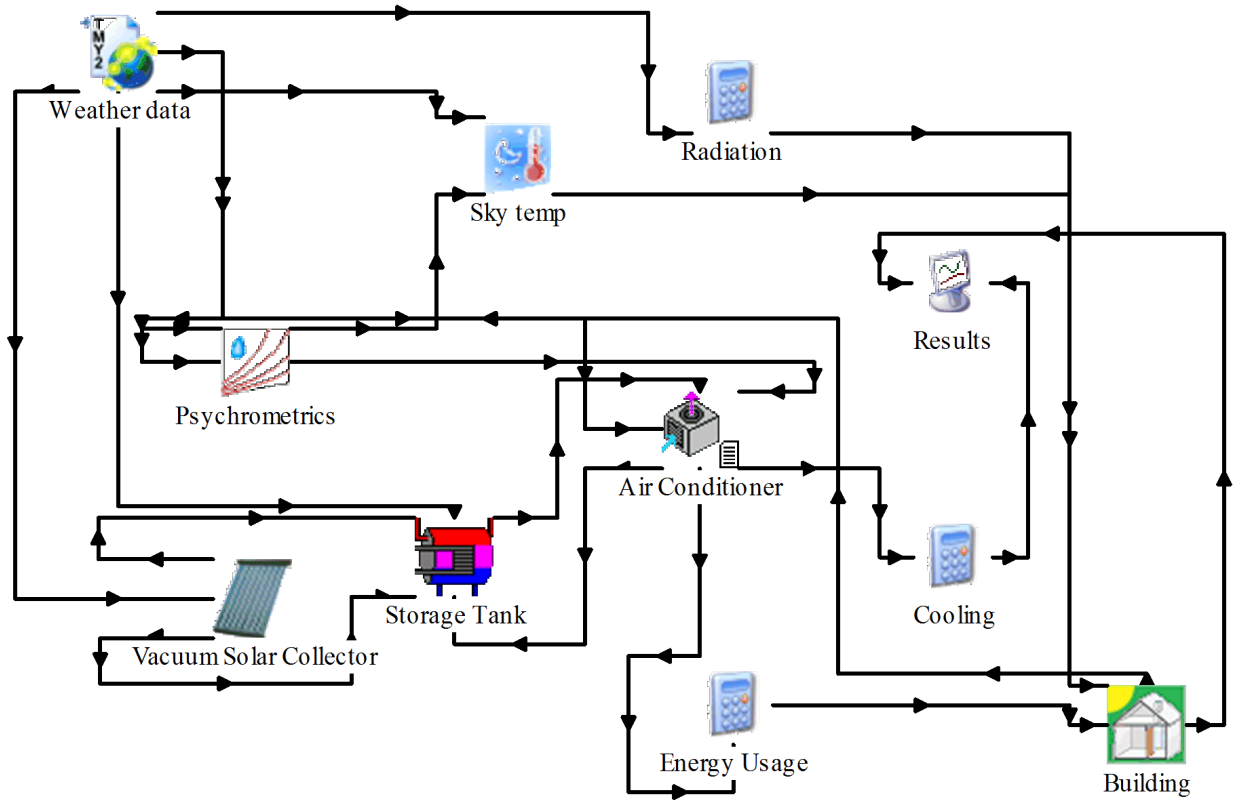 TMY2
Weather data
Radiation
Sky temp
Results
Psychrometrics
Air Conditioner
Storage Tank
Cooling
Vacuum Solar Collector
Energy Usage
Building